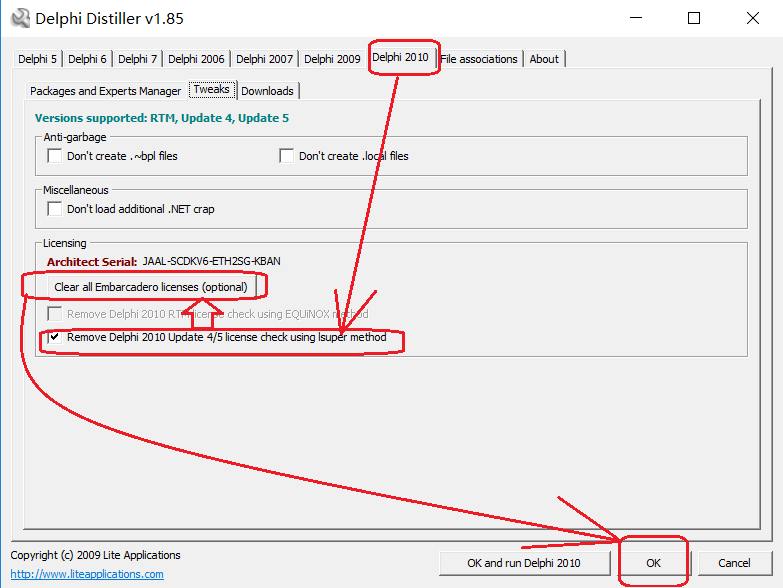 Delphi Distiller v1.85
Delphi 5 Delphi 6 Delphi 7 Delphi 2006 Delphi 2007 Delphi 2009 Delphi 2010 File associations About
Packages and Experts Manager Tweaks Downloads
Versions supported: RTM, Update 4, Update 5
Anti-garbage
Don't create .~bpl files Don't create .local files
Miscellaneous
Don't load additional .NET crap
Licensing
Architect Serial: JAAL-SCDKV6-ETH2SG-KBAN
Clear all Embarcadero licenses (optional)
Remove Delphi 2010 RTM license check using EQUiNOX method
Remove Delphi 2010 Update 4/5 license check using lsuper method
Copyright (c) 2009 Lite Applications
http://www.liteapplications.com
OK and run Delphi 2010 OK Cancel